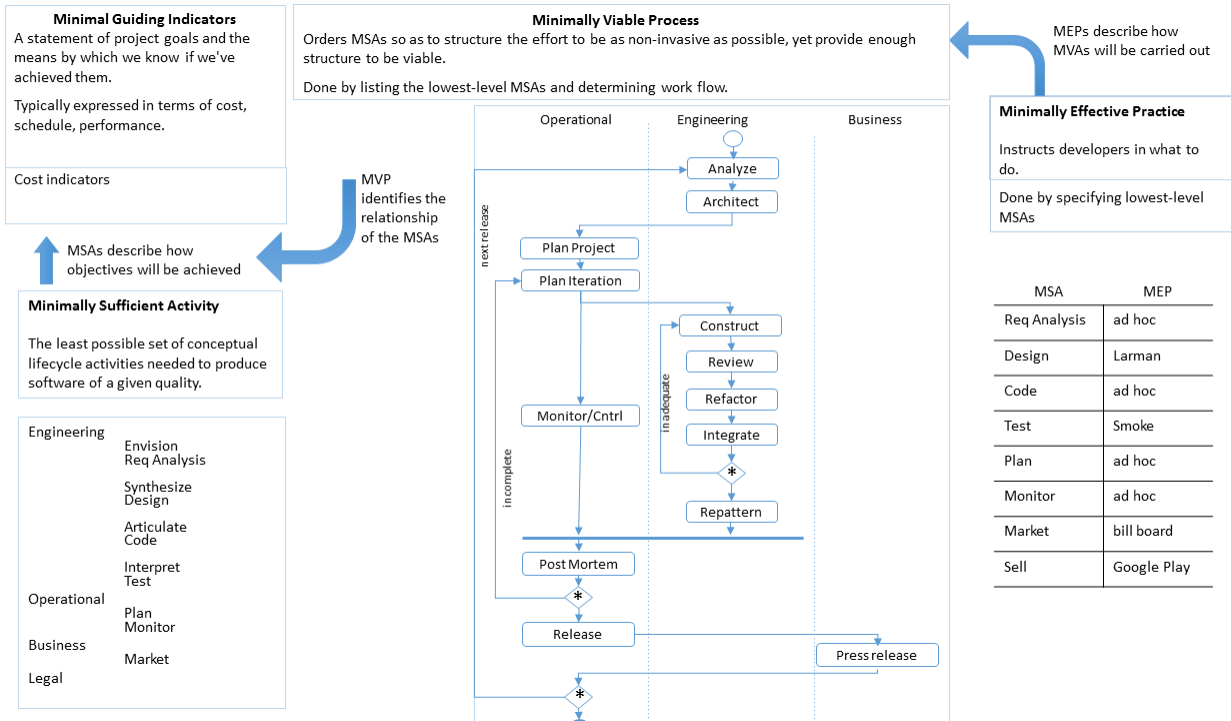 Minimal Guiding Indicators
A statement of project goals and the
means by which we know if we've
achieved them.
Typically expressed in terms of cost,
schedule, performance.
Cost indicators
MSAs describe how
objectives will be achieved
MVP
identifies the
relationship
of the MSAs
Minimally Sufficient Activity
The least possible set of conceptual
lifecycle activities needed to produce
software of a given quality.
Engineering
Envision
Req Analysis
Synthesize
Design
Articulate
Code
Interpret
Test
Operational
Plan
Monitor
Business
Market
Legal
Minimally Viable Process
Orders MSAs so as to structure the effort to be as non-invasive as possible, yet provide enough
structure to be viable.
Done by listing the lowest-level MSAs and determining work flow.
Operational
Engineering
Business
Analyze
Architect
next release
Plan Project
Plan Iteration
Construct
Review
Refactor
inadequate
Monitor/Cntrl
Integrate
*
incomplete
Repattern
Post Mortem
*
Release
Press release
*
MEPs describe how
MVAs will be carried out
Minimally Effective Practice
Instructs developers in what to
do.
Done by specifying lowest-level
MSAs
MSA MEP
Req Analysis ad hoc
Design Larman
Code ad hoc
Test Smoke
Plan ad hoc
Monitor ad hoc
Market bill board
Sell Google Play